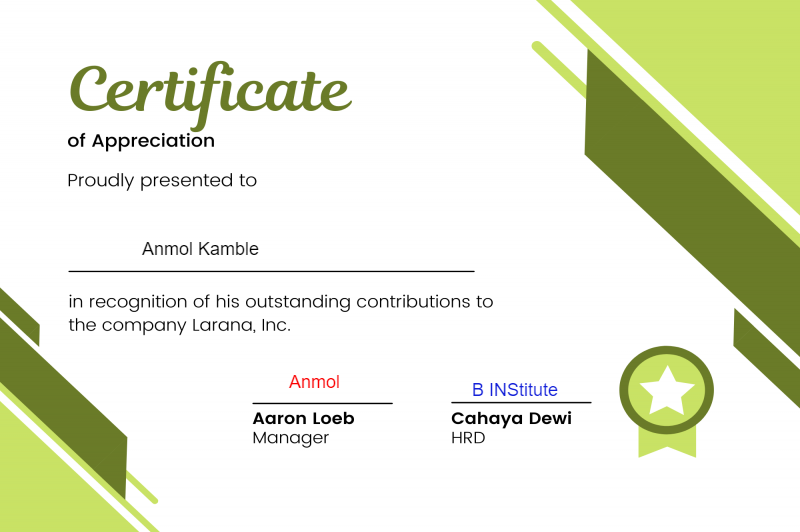 Certificate
of Appreciation
Proudly presented to
Anmol Kamble
in recognition of his outstanding contributions to
the company Larana, Inc.
Anmol
B INStitute
Aaron Loeb
Cahaya Dewi
Manager
HRD